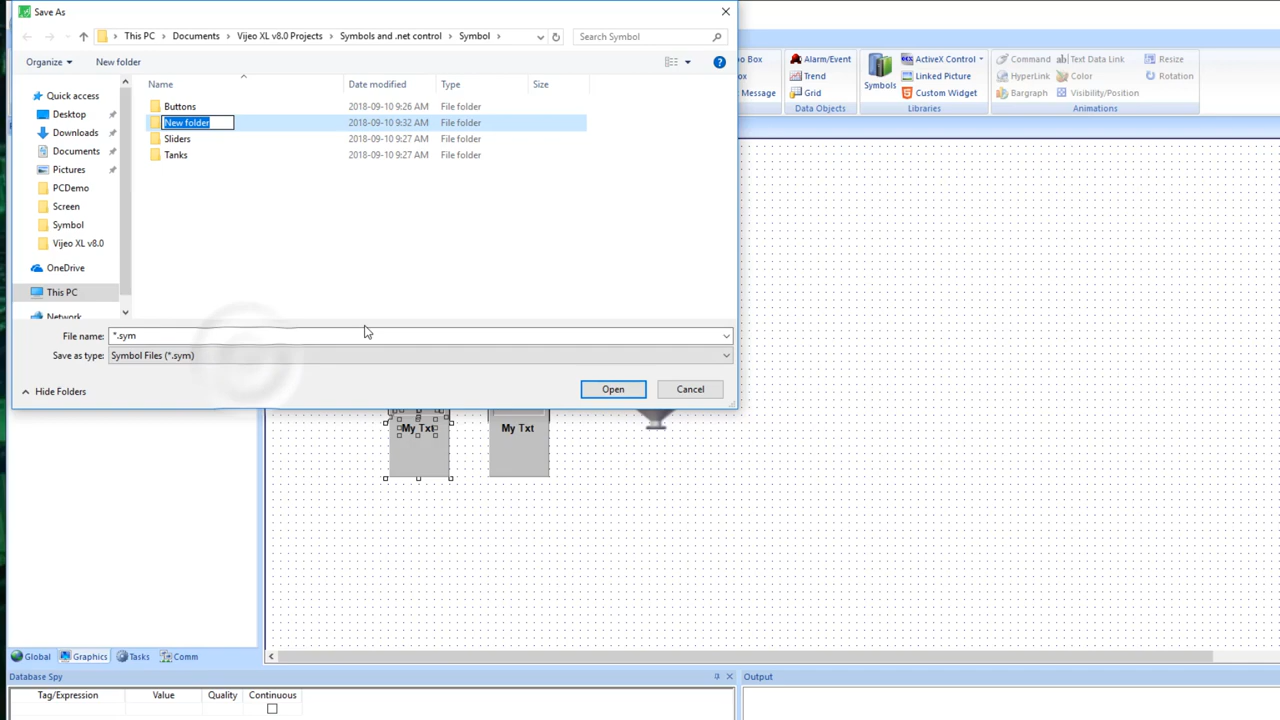 Save As
This PC > Documents > Vijeo XL v8.0 Projects > Symbols and .net control > Symbol >
Search Symbol
Organize
New folder
Name
Date modified
Type
Size
Quick access
Desktop
Downloads
Documents
Pictures
PCDemo
Screen
Symbol
Vijeo XL v8.0
OneDrive
This PC
Network
Buttons 2018-09-10 9:26 AM File folder
New folder 2018-09-10 9:32 AM File folder
Sliders 2018-09-10 9:27 AM File folder
Tanks 2018-09-10 9:27 AM File folder
File name: *.sym
Save as type: Symbol Files (*.sym)
Hide Folders
Open
Cancel
Box
Message
Alarm/Event
Trend
Grid
Data Objects
Symbols
ActiveX Control
Linked Picture
Custom Widget
Libraries
Command
HyperLink
Bargraph
Text Data Link
Color
Visibility/Position
Resize
Rotation
Animations
My Txt
My Txt
Global
Graphics
Tasks
Comm
Database Spy
Tag/Expression
Value
Quality
Continuous
Output